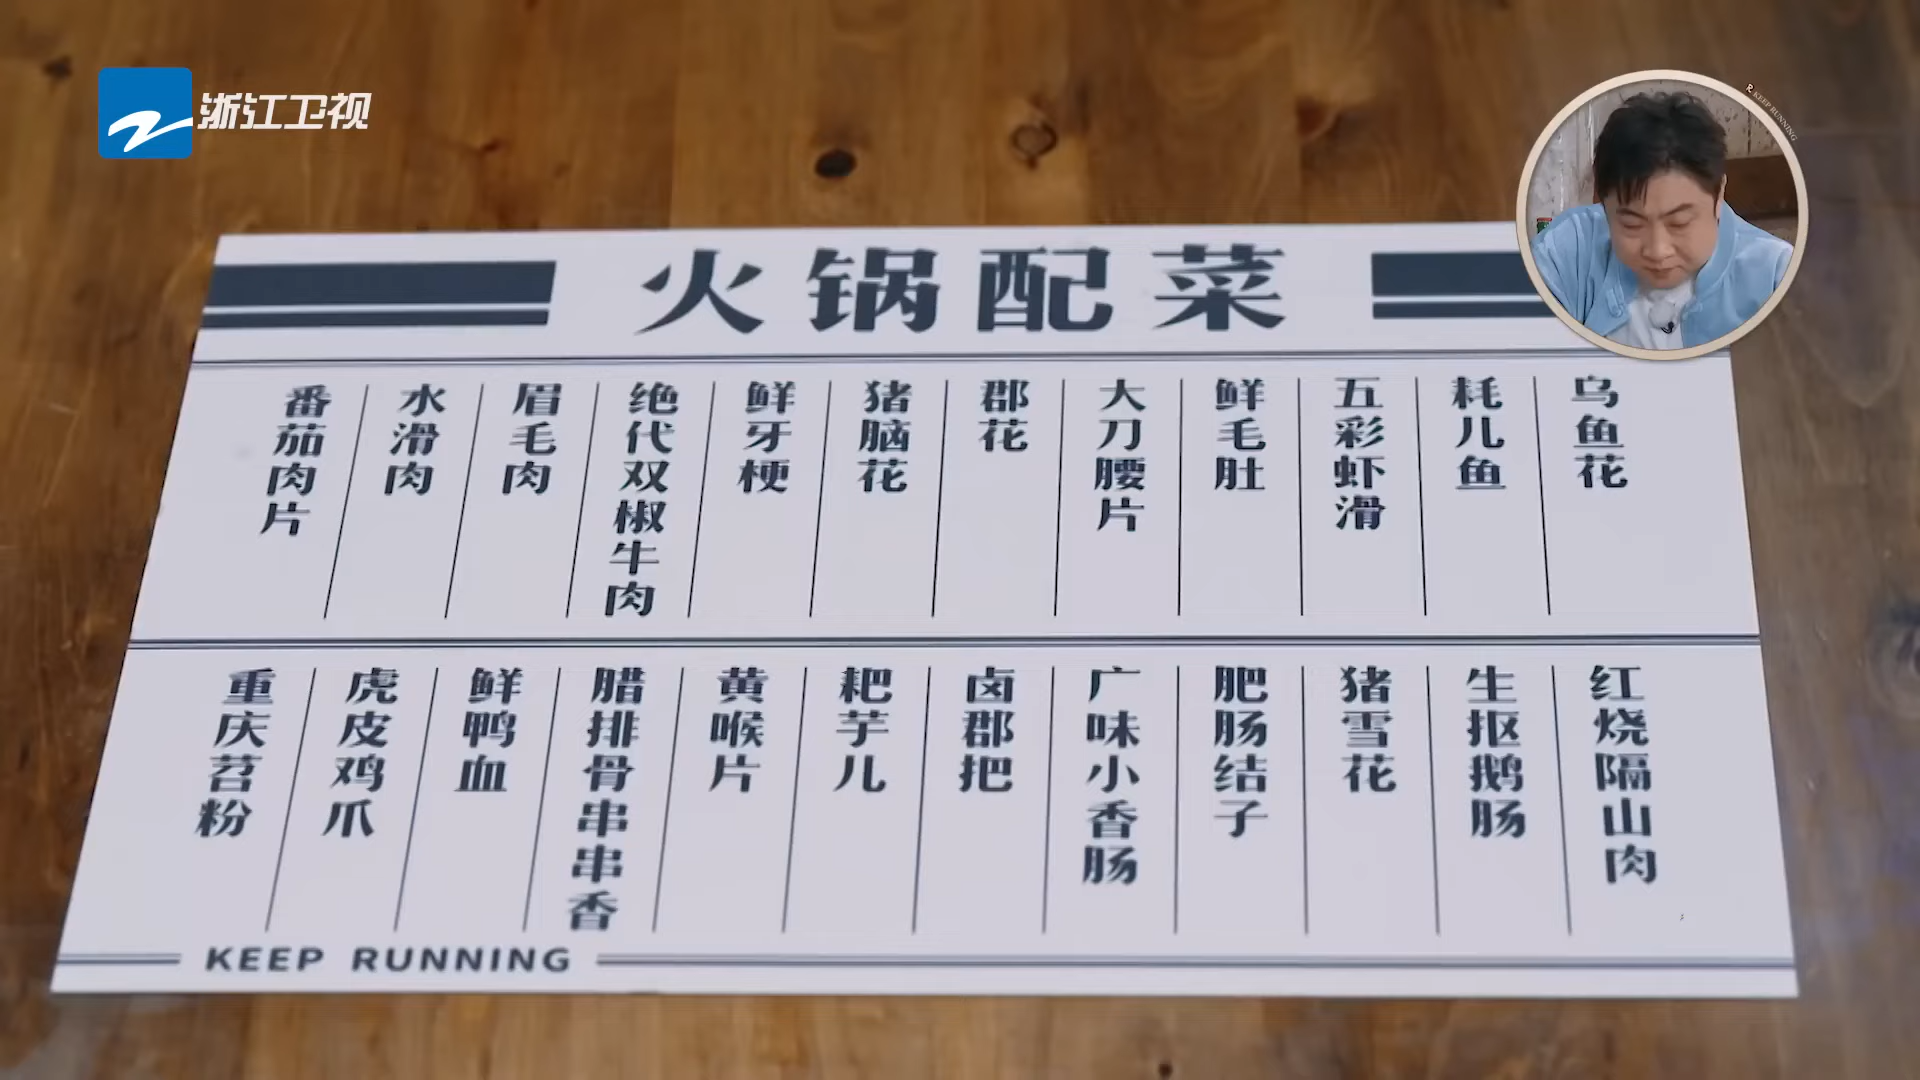 浙江卫视
KEEP RUNNING
火锅配菜
番茄肉片
水滑肉
眉毛肉
绝代双椒牛肉
鲜牙梗
猪脑花
郡花
大刀腰片
鲜毛肚
五彩虾滑
耗儿鱼
乌鱼花
重庆苕粉
虎皮鸡爪
鲜鸭血
腊排骨串串香
黄喉片
耙芋儿
卤郡把
广味小香肠
肥肠结子
猪雪花
生抠鹅肠
红烧隔山肉
KEEP RUNNING